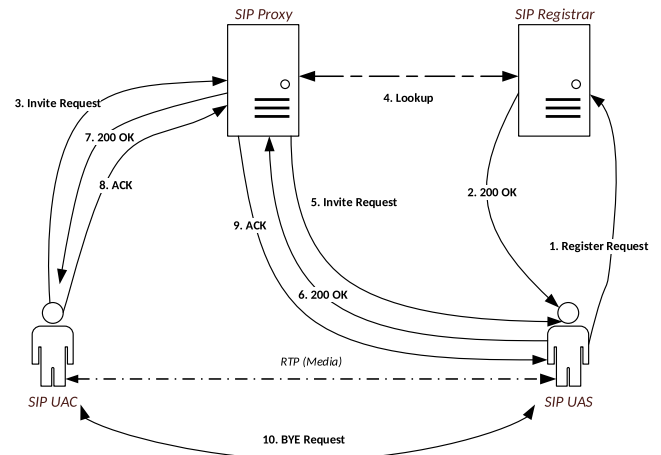 SIP Proxy
SIP Registrar
3. Invite Request
4. Lookup
7. 200 OK
8. ACK
2. 200 OK
5. Invite Request
9. ACK
1. Register Request
6. 200 OK
RTP (Media)
SIP UAC
SIP UAS
10. BYE Request